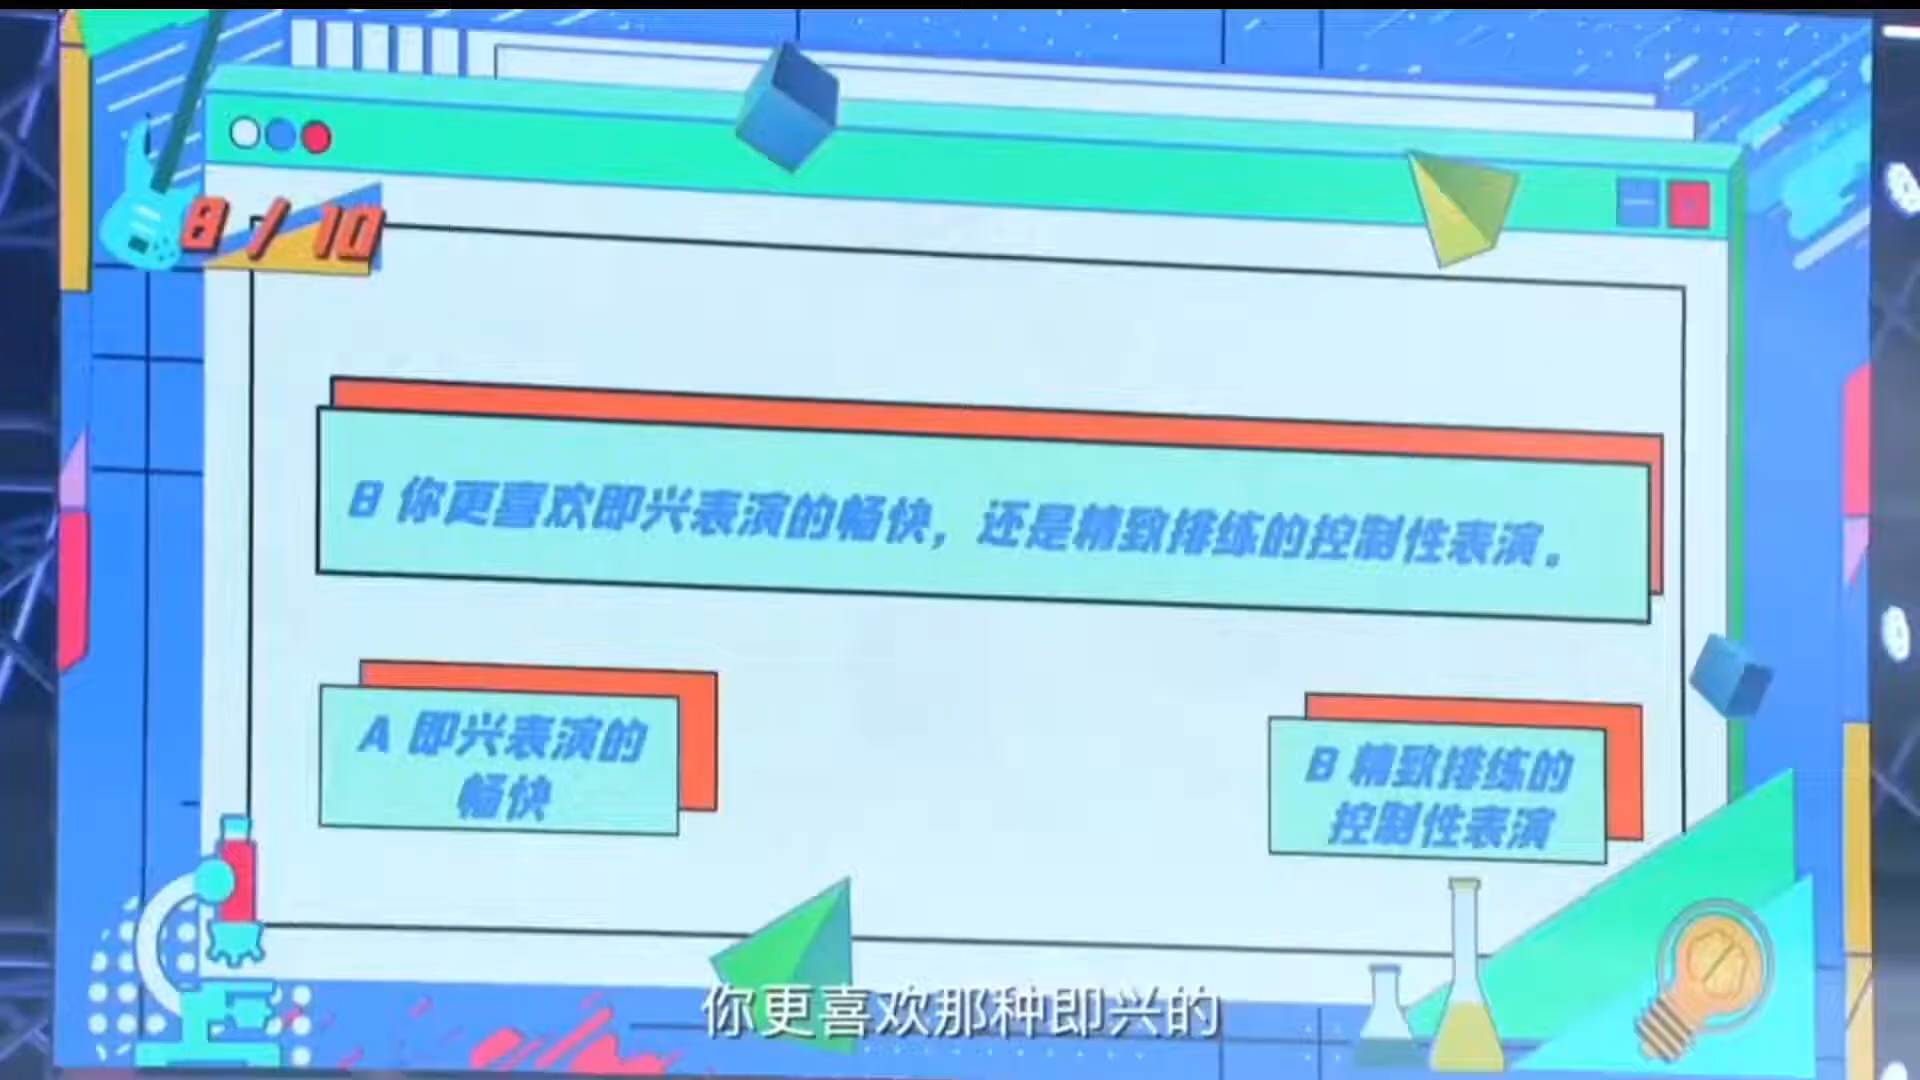 8 / 10
8 你更喜欢即兴表演的畅快，还是精致排练的控制性表演。
A 即兴表演的
畅快
B 精致排练的
控制性表演
你更喜欢那种即兴的